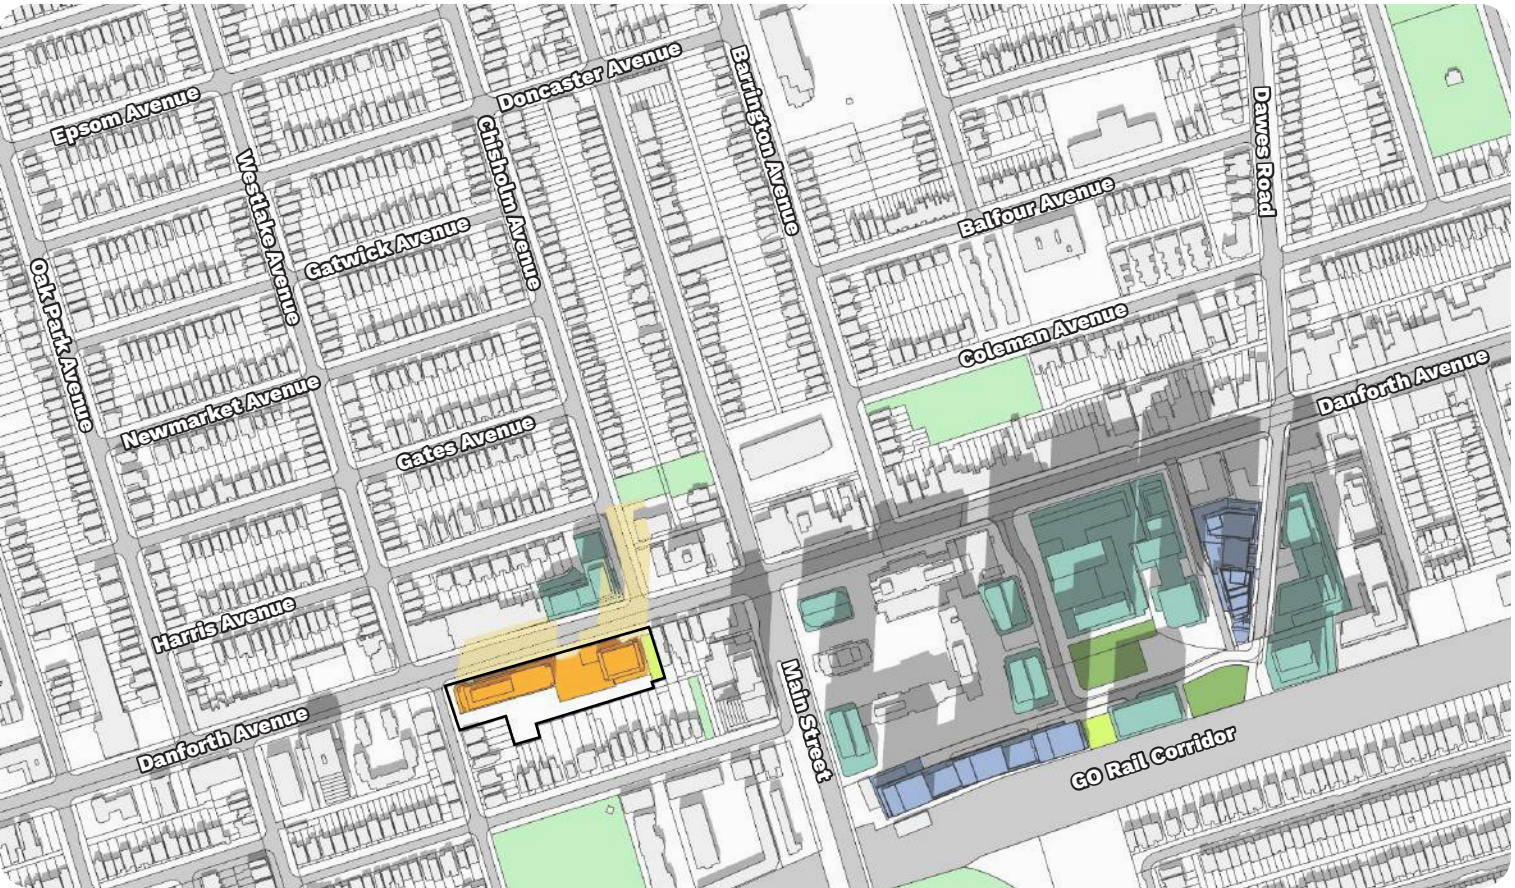 Doncaster Avenue
Epsom Avenue
Barrington Avenue
Dawes Road
Chisholm Avenue
Westlake Avenue
Balfour Avenue
Gatwick Avenue
Oak Park Avenue
Coleman Avenue
Danforth Avenue
Newmarket Avenue
Gates Avenue
Harris Avenue
Main Street
Danforth Avenue
GO Rail Corridor